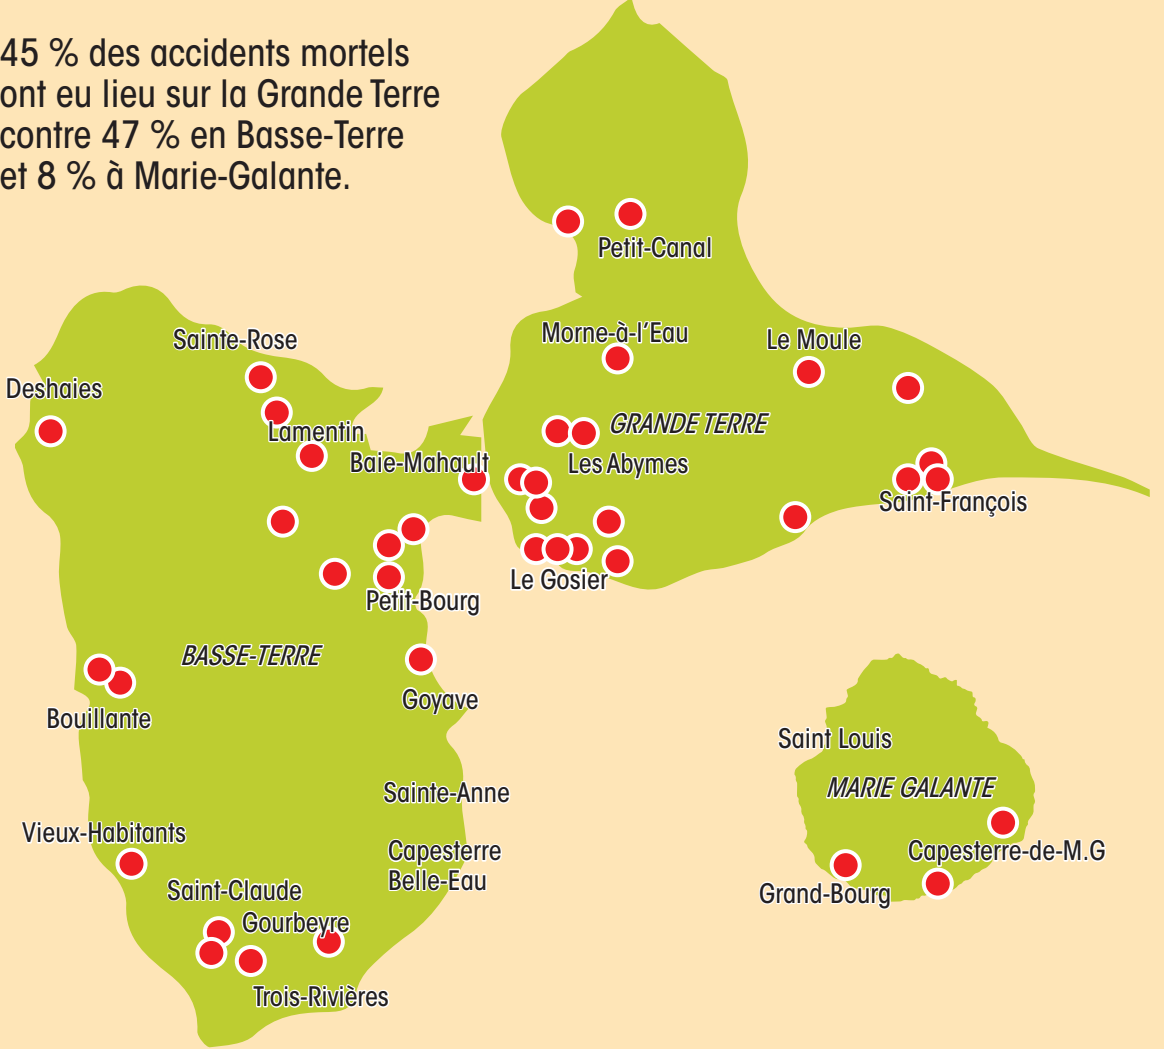 45 % des accidents mortels
ont eu lieu sur la Grande Terre
contre 47 % en Basse-Terre
et 8 % à Marie-Galante.
Petit-Canal
Morne-à-l'Eau
Le Moule
Sainte-Rose
Deshaies
GRANDE TERRE
Lamentin
Baie-Mahault
Les Abymes
Saint-François
Le Gosier
Petit-Bourg
BASSE-TERRE
Goyave
Bouillante
Saint Louis
MARIE GALANTE
Sainte-Anne
Vieux-Habitants
Capesterre
Belle-Eau
Capesterre-de-M.G
Saint-Claude
Grand-Bourg
Gourbeyre
Trois-Rivières